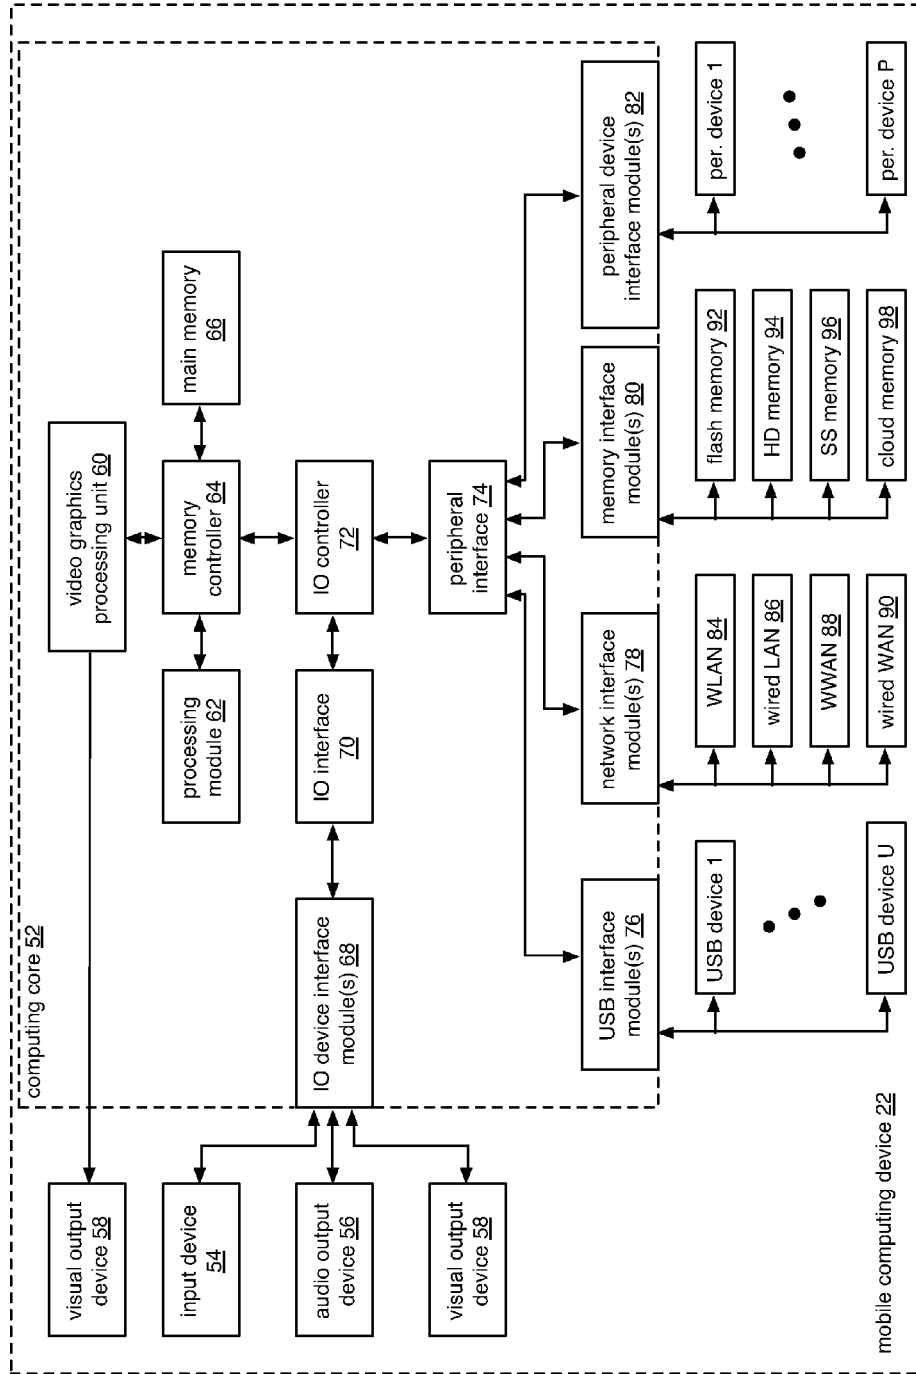 computing core 52
visual output
device 58
input device
54
audio output
device 56
visual output
device 58
video graphics
processing unit 60
processing
module 62
memory
controller 64
main memory
66
IO device interface
module(s) 68
IO interface
70
IO controller
72
peripheral
interface 74
USB interface
module(s) 76
network interface
module(s) 78
memory interface
module(s) 80
peripheral device
interface module(s) 82
USB device 1
USB device U
WLAN 84
wired LAN 86
WWAN 88
wired WAN 90
flash memory 92
HD memory 94
SS memory 96
cloud memory 98
per. device 1
per. device P
mobile computing device 22